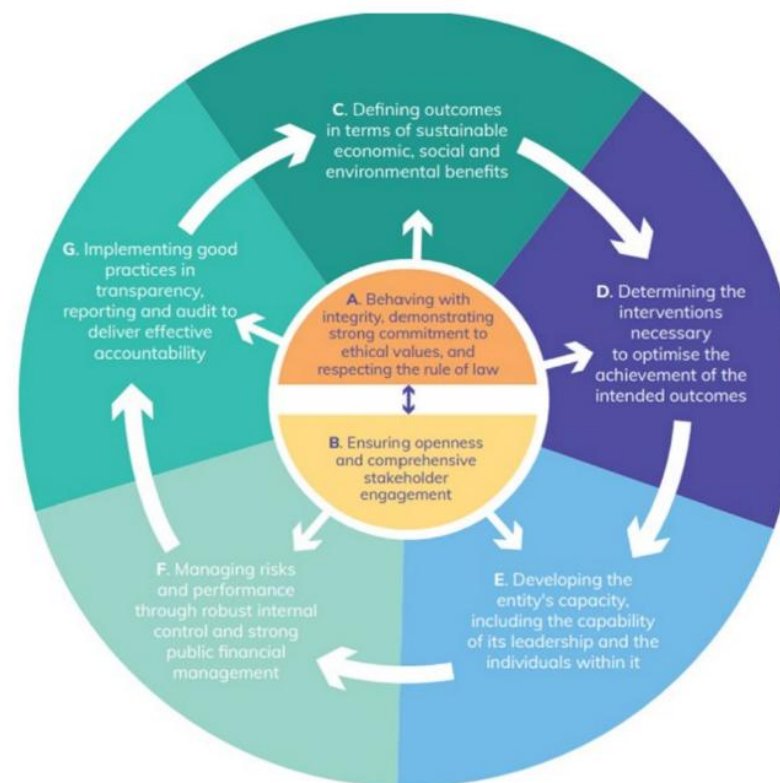 C. Defining outcomes
in terms of sustainable
economic, social and
environmental benefits
G. Implementing good
practices in
transparency,
reporting and audit to
deliver effective
accountability
A. Behaving with
integrity, demonstrating
strong commitment to
ethical values, and
respecting the rule of law
D. Determining the
interventions
necessary
to optimise the
achievement of the
intended outcomes
B. Ensuring openness
and comprehensive
stakeholder
engagement
F. Managing risks
and performance
through robust internal
control and strong
public financial
management
E. Developing the
entity's capacity,
including the capability
of its leadership and the
individuals within it